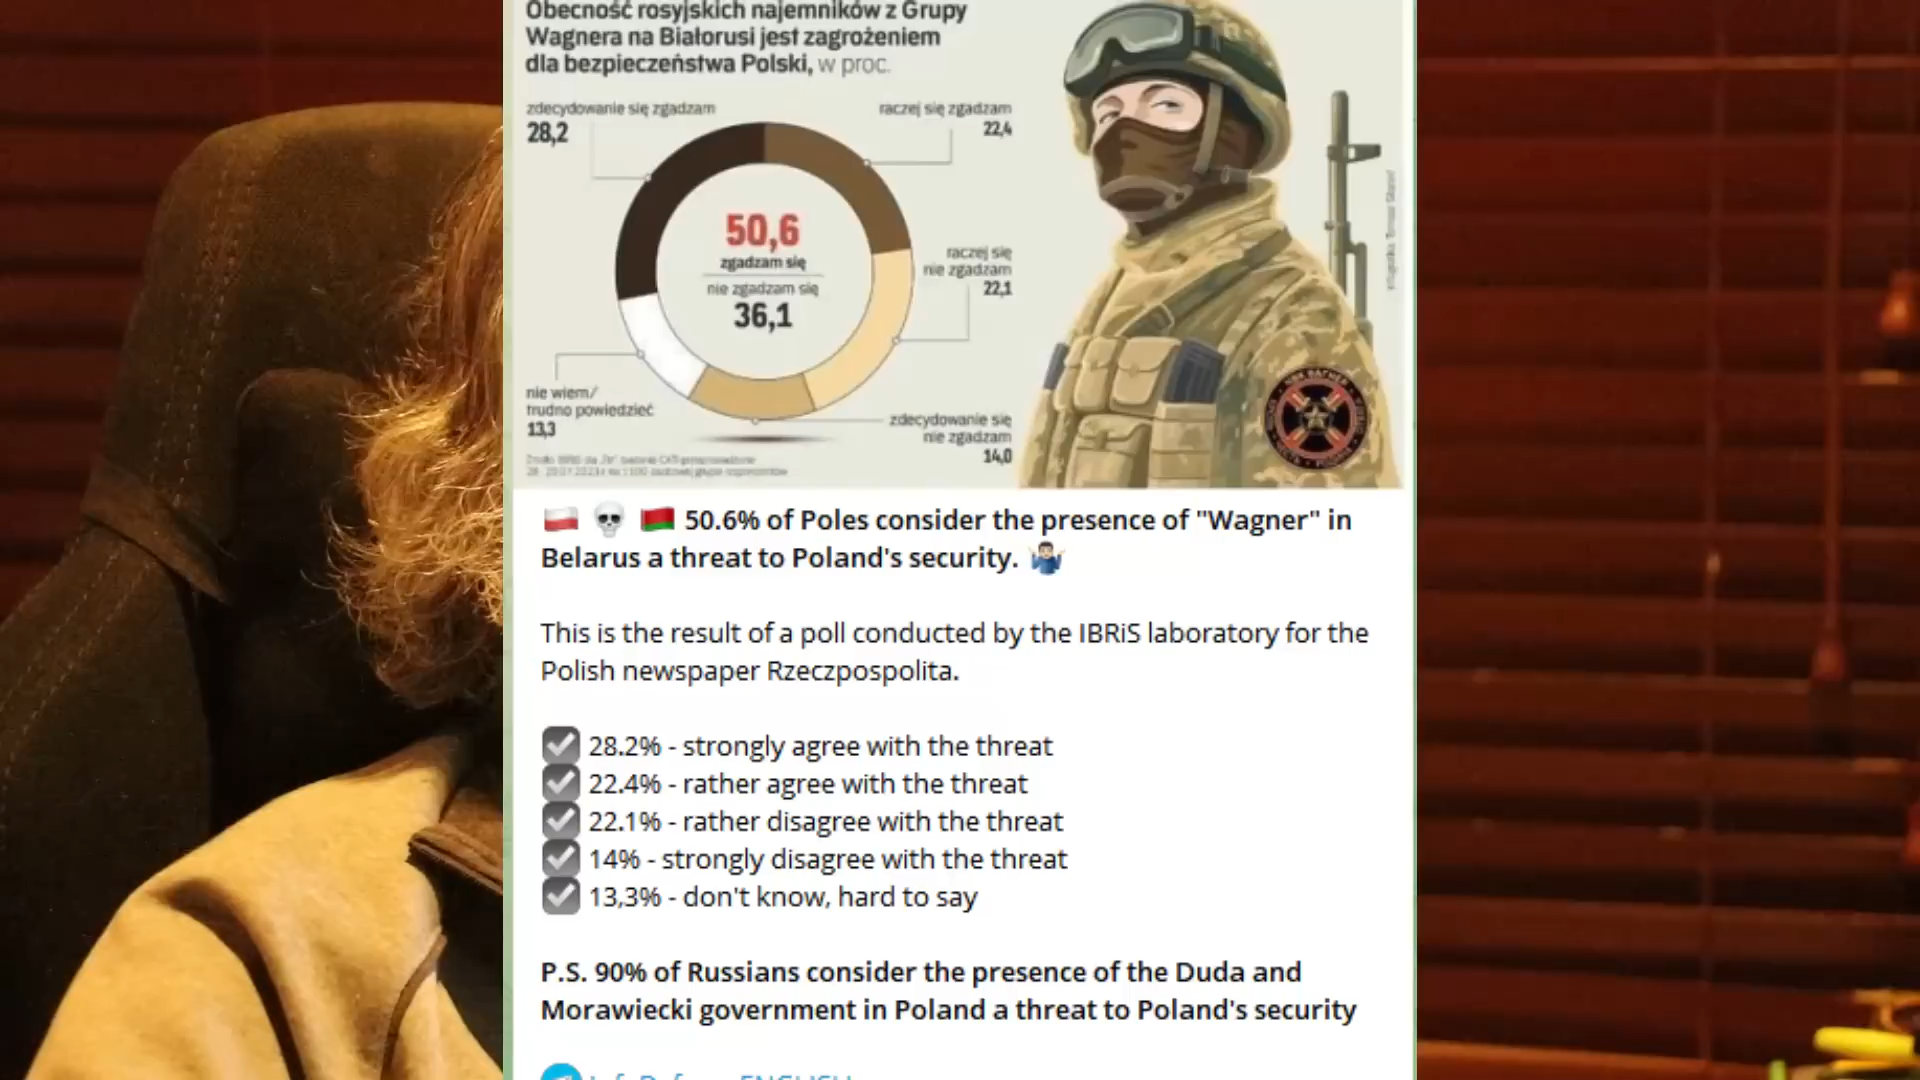 Obecność rosyjskich najemników z Grupy
Wagnera na Białorusi jest zagrożeniem
dla bezpieczeństwa Polski, w proc.
zdecydowanie się zgadzam
28,2
raczej się zgadzam
22,4
50,6
zgadzam się
nie zgadzam się
36,1
raczej się
nie zgadzam
22,1
nie wiem/
trudno powiedzieć
13,3
zdecydowanie się
nie zgadzam
14,0
50.6% of Poles consider the presence of "Wagner" in
Belarus a threat to Poland's security.
This is the result of a poll conducted by the IBRiS laboratory for the
Polish newspaper Rzeczpospolita.
28.2% - strongly agree with the threat
22.4% - rather agree with the threat
22.1% - rather disagree with the threat
14% - strongly disagree with the threat
13,3% - don't know, hard to say
P.S. 90% of Russians consider the presence of the Duda and
Morawiecki government in Poland a threat to Poland's security